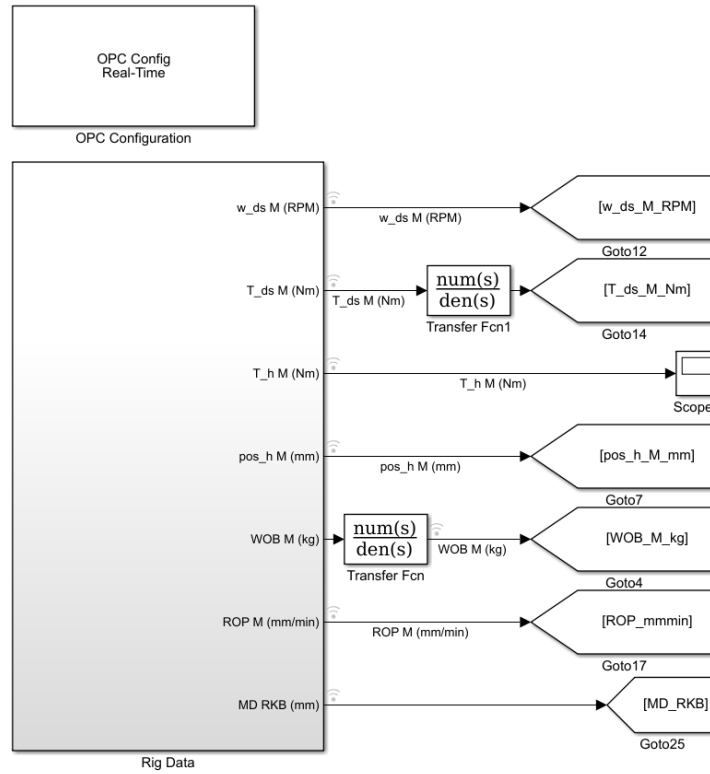 OPC Config
Real-Time
OPC Configuration
w_ds M (RPM)
w_ds M (RPM)
[w_ds_M_RPM]
Goto12
T_ds M (Nm)
T_ds M (Nm)
num(s)
den(s)
Transfer Fcn1
[T_ds_M_Nm]
Goto14
T_h M (Nm)
T_h M (Nm)
Scope
pos_h M (mm)
pos_h M (mm)
[pos_h_M_mm]
Goto7
WOB M (kg)
num(s)
den(s)
Transfer Fcn
WOB M (kg)
[WOB_M_kg]
Goto4
ROP M (mm/min)
ROP M (mm/min)
[ROP_mmmin]
Goto17
MD RKB (mm)
[MD_RKB]
Goto25
Rig Data